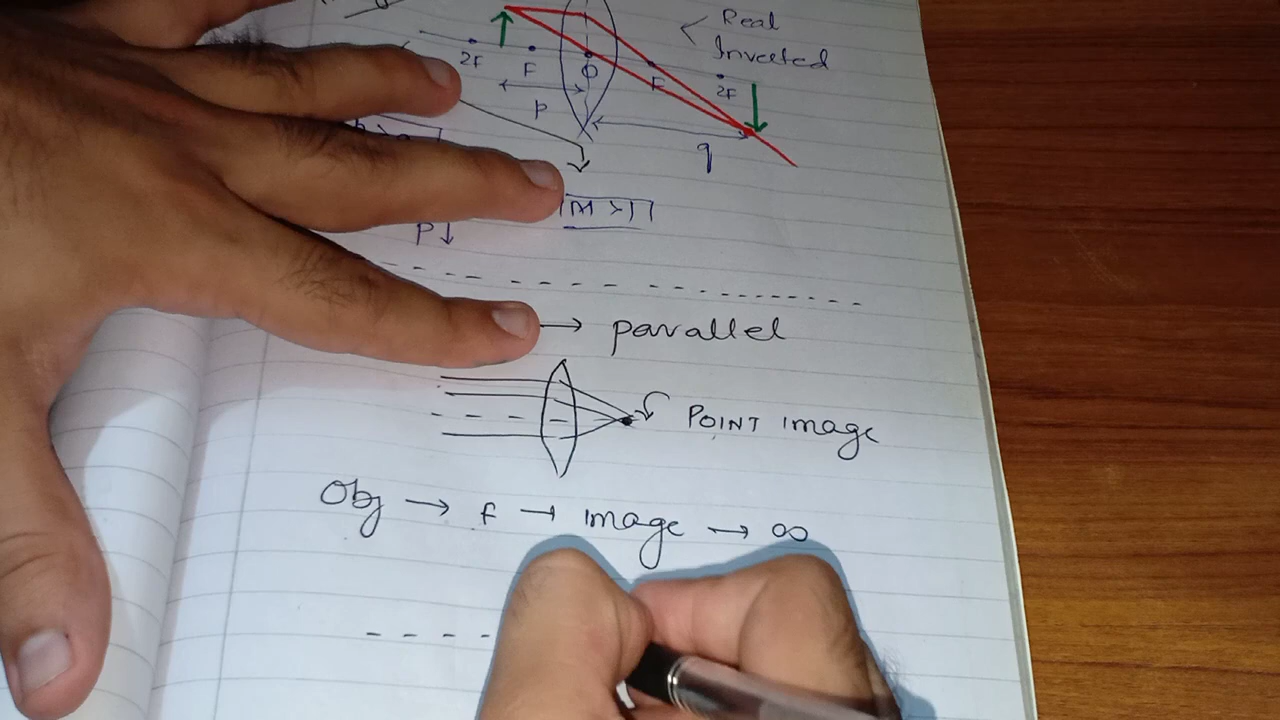 Real
Inverted
2F F O F 2F
p
q
M > 1
P↓
→ parallel
POINT image
Obj → f → image → ∞